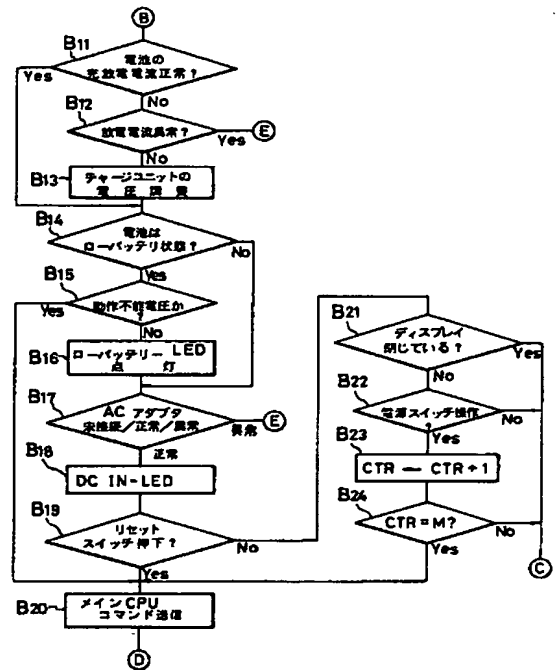 B
B11
電池の
充放電電流正常?
Yes
No
B12
放電電流異常?
Yes
E
No
B13
チャージユニットの
電圧調整
B14
電池は
ローバッテリ状態?
No
Yes
B15
動作不能電圧か
?
Yes
No
B16
ローバッテリー LED
点灯
B17
ACアダプタ
未接続/正常/異常
異常
E
正常
B18
DC IN-LED
B19
リセット
スイッチ押下?
No
Yes
B20
メインCPU
コマンド送信
D
B21
ディスプレイ
閉じている?
Yes
No
B22
電源スイッチ操作
No
Yes
B23
CTR ← CTR+1
B24
CTR=M?
No
Yes
C